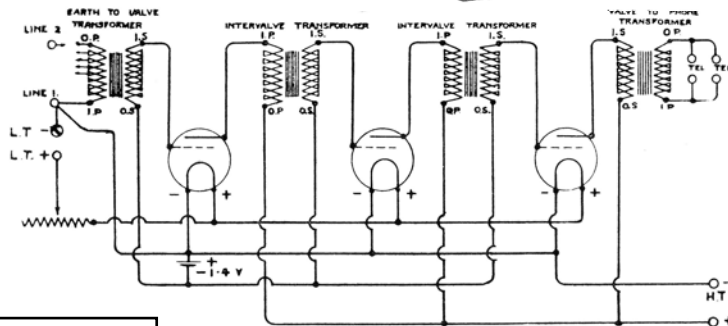 EARTH TO VALVE
TRANSFORMER
INTERVALVE TRANSFORMER
INTERVALVE TRANSFORMER
VALVE TO PHONE
TRANSFORMER
LINE 2
O.P.
I.S
I.P.
I.S.
I.P
I.S.
I.S
O.P.
TEL
TEL
LINE 1.
I.P
O.S
O.P
O.S.
O.P.
O.S.
O.S
I.P
L.T -
L.T. +
- +
- +
- +
+
-1.4 V
-
H.T
+